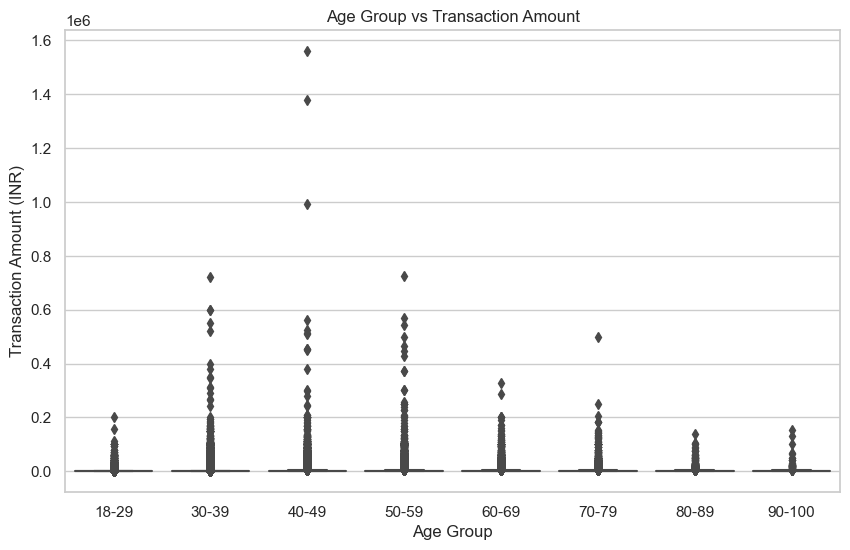 Age Group vs Transaction Amount
1e6
1.6
1.4
1.2
1.0
0.8
0.6
0.4
0.2
0.0
Transaction Amount (INR)
18-29 30-39 40-49 50-59 60-69 70-79 80-89 90-100
Age Group